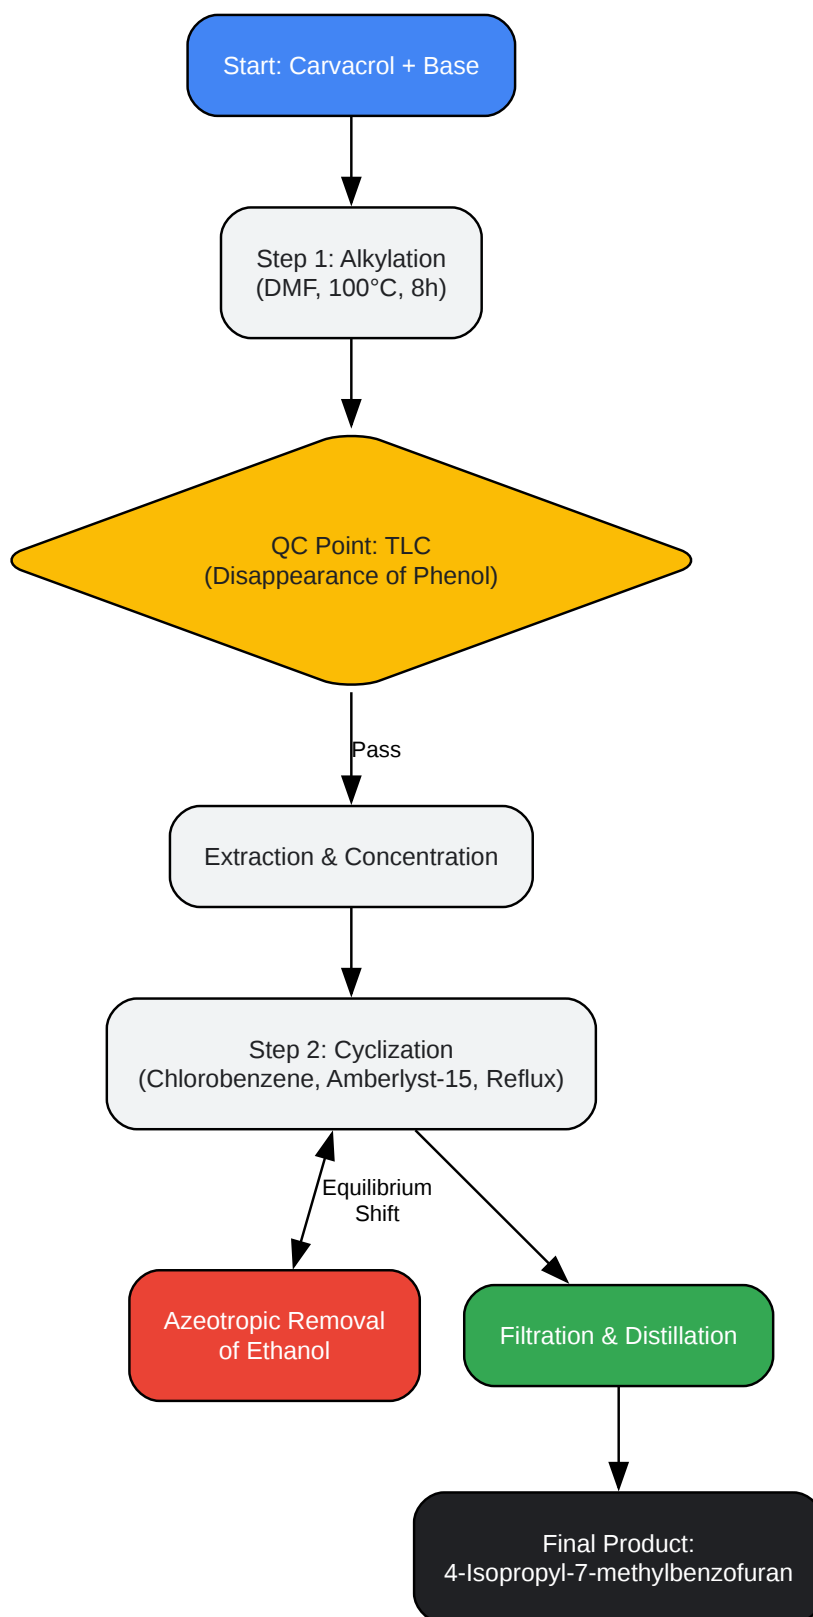 Start: Carvacrol + Base
Step 1: Alkylation
(DMF, 100°C, 8h)
QC Point: TLC
(Disappearance of Phenol)
Pass
Extraction & Concentration
Step 2: Cyclization
(Chlorobenzene, Amberlyst-15, Reflux)
Equilibrium
Shift
Azeotropic Removal
of Ethanol
Filtration & Distillation
Final Product:
4-Isopropyl-7-methylbenzofuran